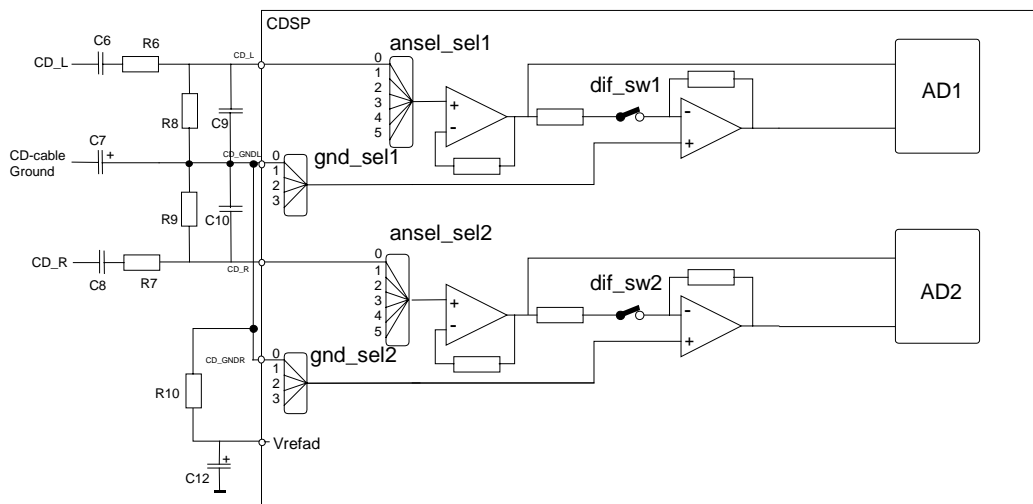 CDSP
C6
R6
CD_L
CD_L
ansel_sel1
0
1
2
3
4
5
+
-
dif_sw1
-
+
AD1
R8
C9
C7
+
CD-cable
Ground
CD_GNDL
gnd_sel1
0
1
2
3
R9
C10
CD_R
C8
R7
CD_R
ansel_sel2
0
1
2
3
4
5
+
-
dif_sw2
-
+
AD2
CD_GNDR
gnd_sel2
0
1
2
3
R10
Vrefad
+
C12